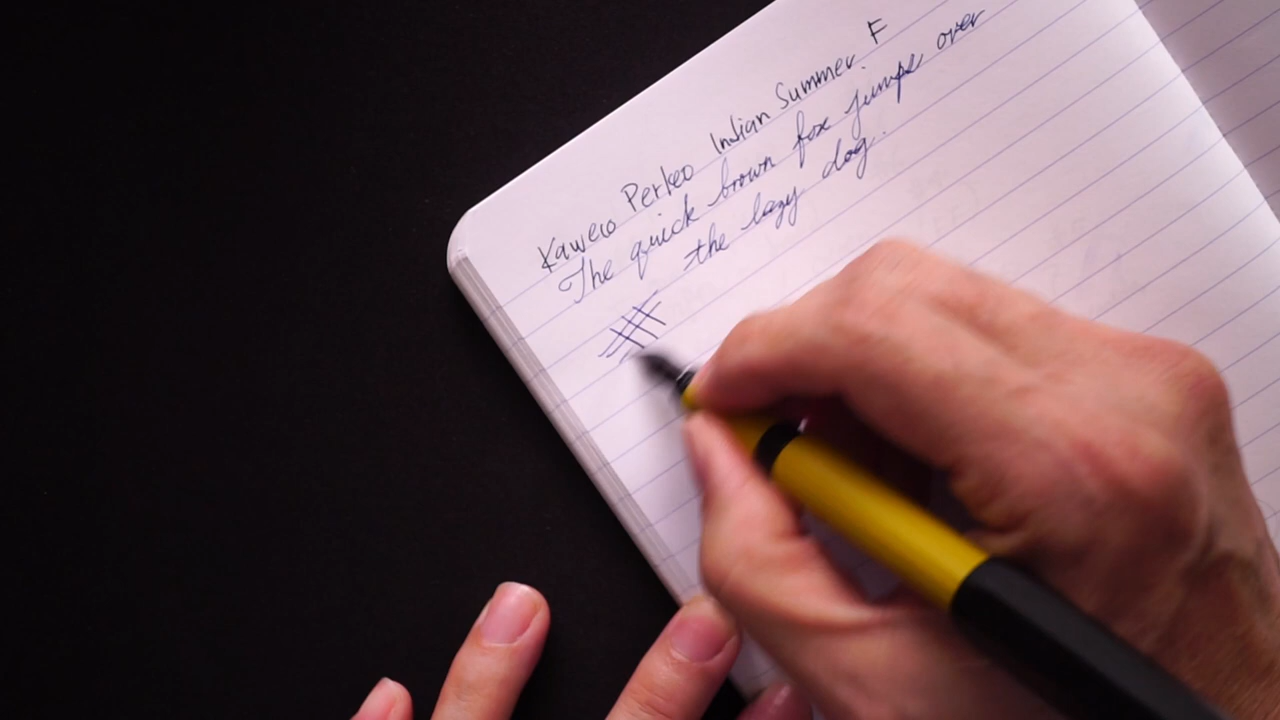 Kaweco Perkeo Indian Summer F
The quick brown fox jumps over
the lazy dog.